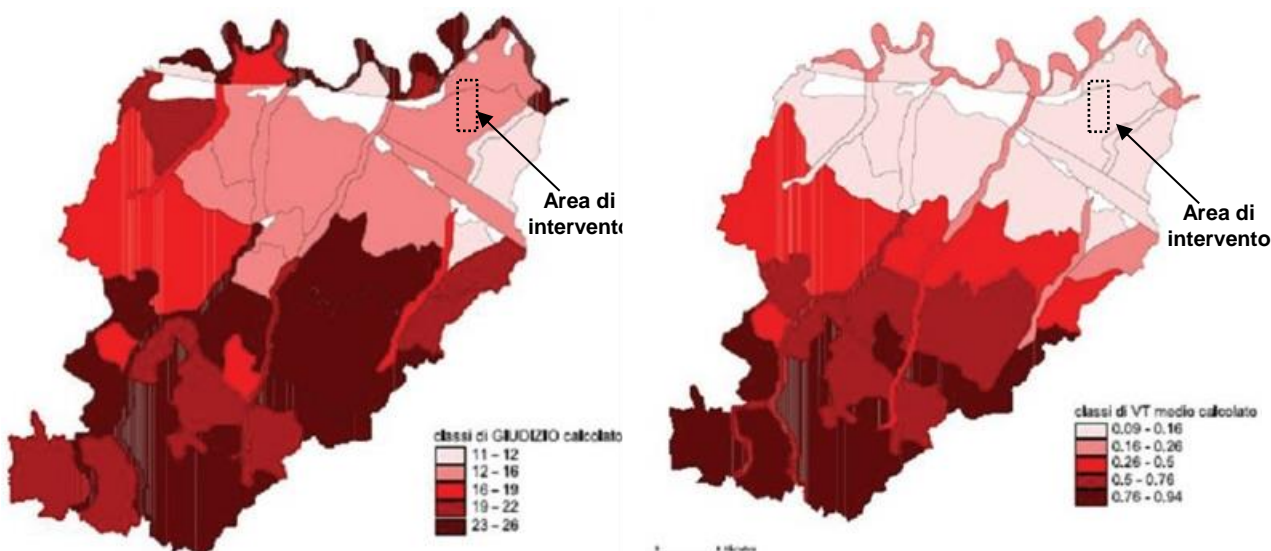 Area di
intervento
classi di GIUDIZIO calcolato
11 - 12
12 - 16
16 - 19
19 - 22
23 - 26
Area di
intervento
classi di VT medio calcolato
0.09 - 0.16
0.16 - 0.26
0.26 - 0.5
0.5 - 0.76
0.76 - 0.94